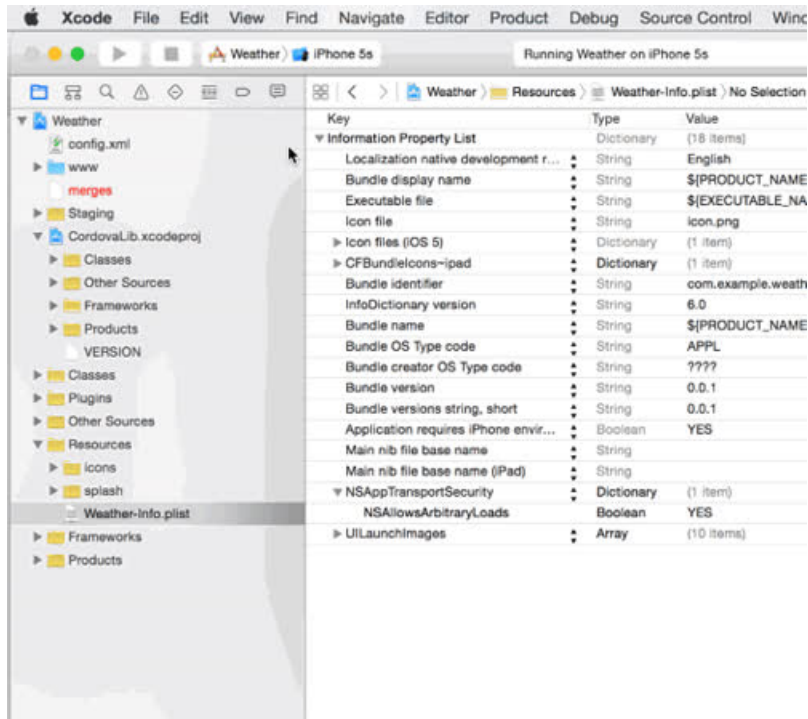 Xcode File Edit View Find Navigate Editor Product Debug Source Control Winc
Weather iPhone 5s Running Weather on iPhone 5s
Weather Resources Weather-Info.plist No Selection
Weather
config.xml
www
merges
Staging
CordovaLib.xcodeproj
Classes
Other Sources
Frameworks
Products
VERSION
Classes
Plugins
Other Sources
Resources
icons
splash
Weather-Info.plist
Frameworks
Products
Key Type Value
Information Property List Dictionary (18 items)
Localization native development r... String English
Bundle display name String ${PRODUCT_NAME
Executable file String ${EXECUTABLE_NA
Icon file String icon.png
Icon files (iOS 5) Dictionary (1 item)
CFBundleIcons~ipad Dictionary (1 item)
Bundle identifier String com.example.weath
InfoDictionary version String 6.0
Bundle name String ${PRODUCT_NAME
Bundle OS Type code String APPL
Bundle creator OS Type code String ????
Bundle version String 0.0.1
Bundle versions string, short String 0.0.1
Application requires iPhone envir... Boolean YES
Main nib file base name String
Main nib file base name (iPad) String
NSAppTransportSecurity Dictionary (1 item)
NSAllowsArbitraryLoads Boolean YES
UILaunchImages Array (10 items)